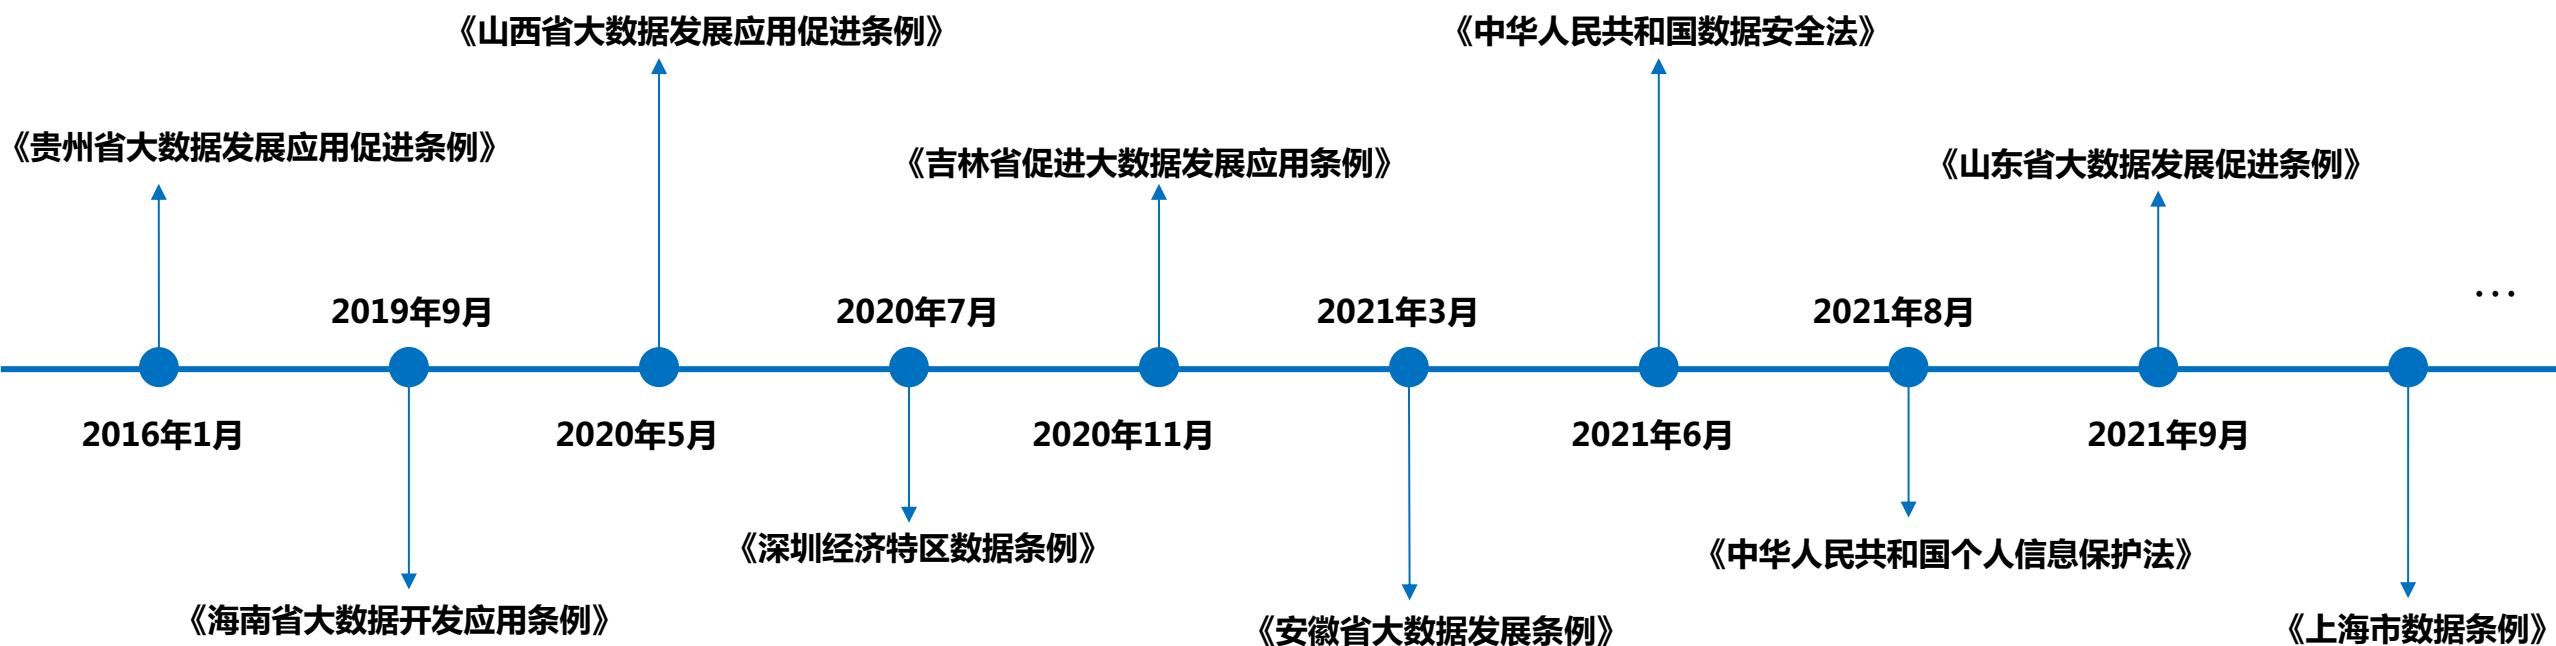 《山西省大数据发展应用促进条例》
《中华人民共和国数据安全法》
《贵州省大数据发展应用促进条例》
《吉林省促进大数据发展应用条例》
《山东省大数据发展促进条例》
2019年9月
2020年7月
2021年3月
2021年8月
...
2016年1月
2020年5月
2020年11月
2021年6月
2021年9月
《深圳经济特区数据条例》
《中华人民共和国个人信息保护法》
《海南省大数据开发应用条例》
《安徽省大数据发展条例》
《上海市数据条例》